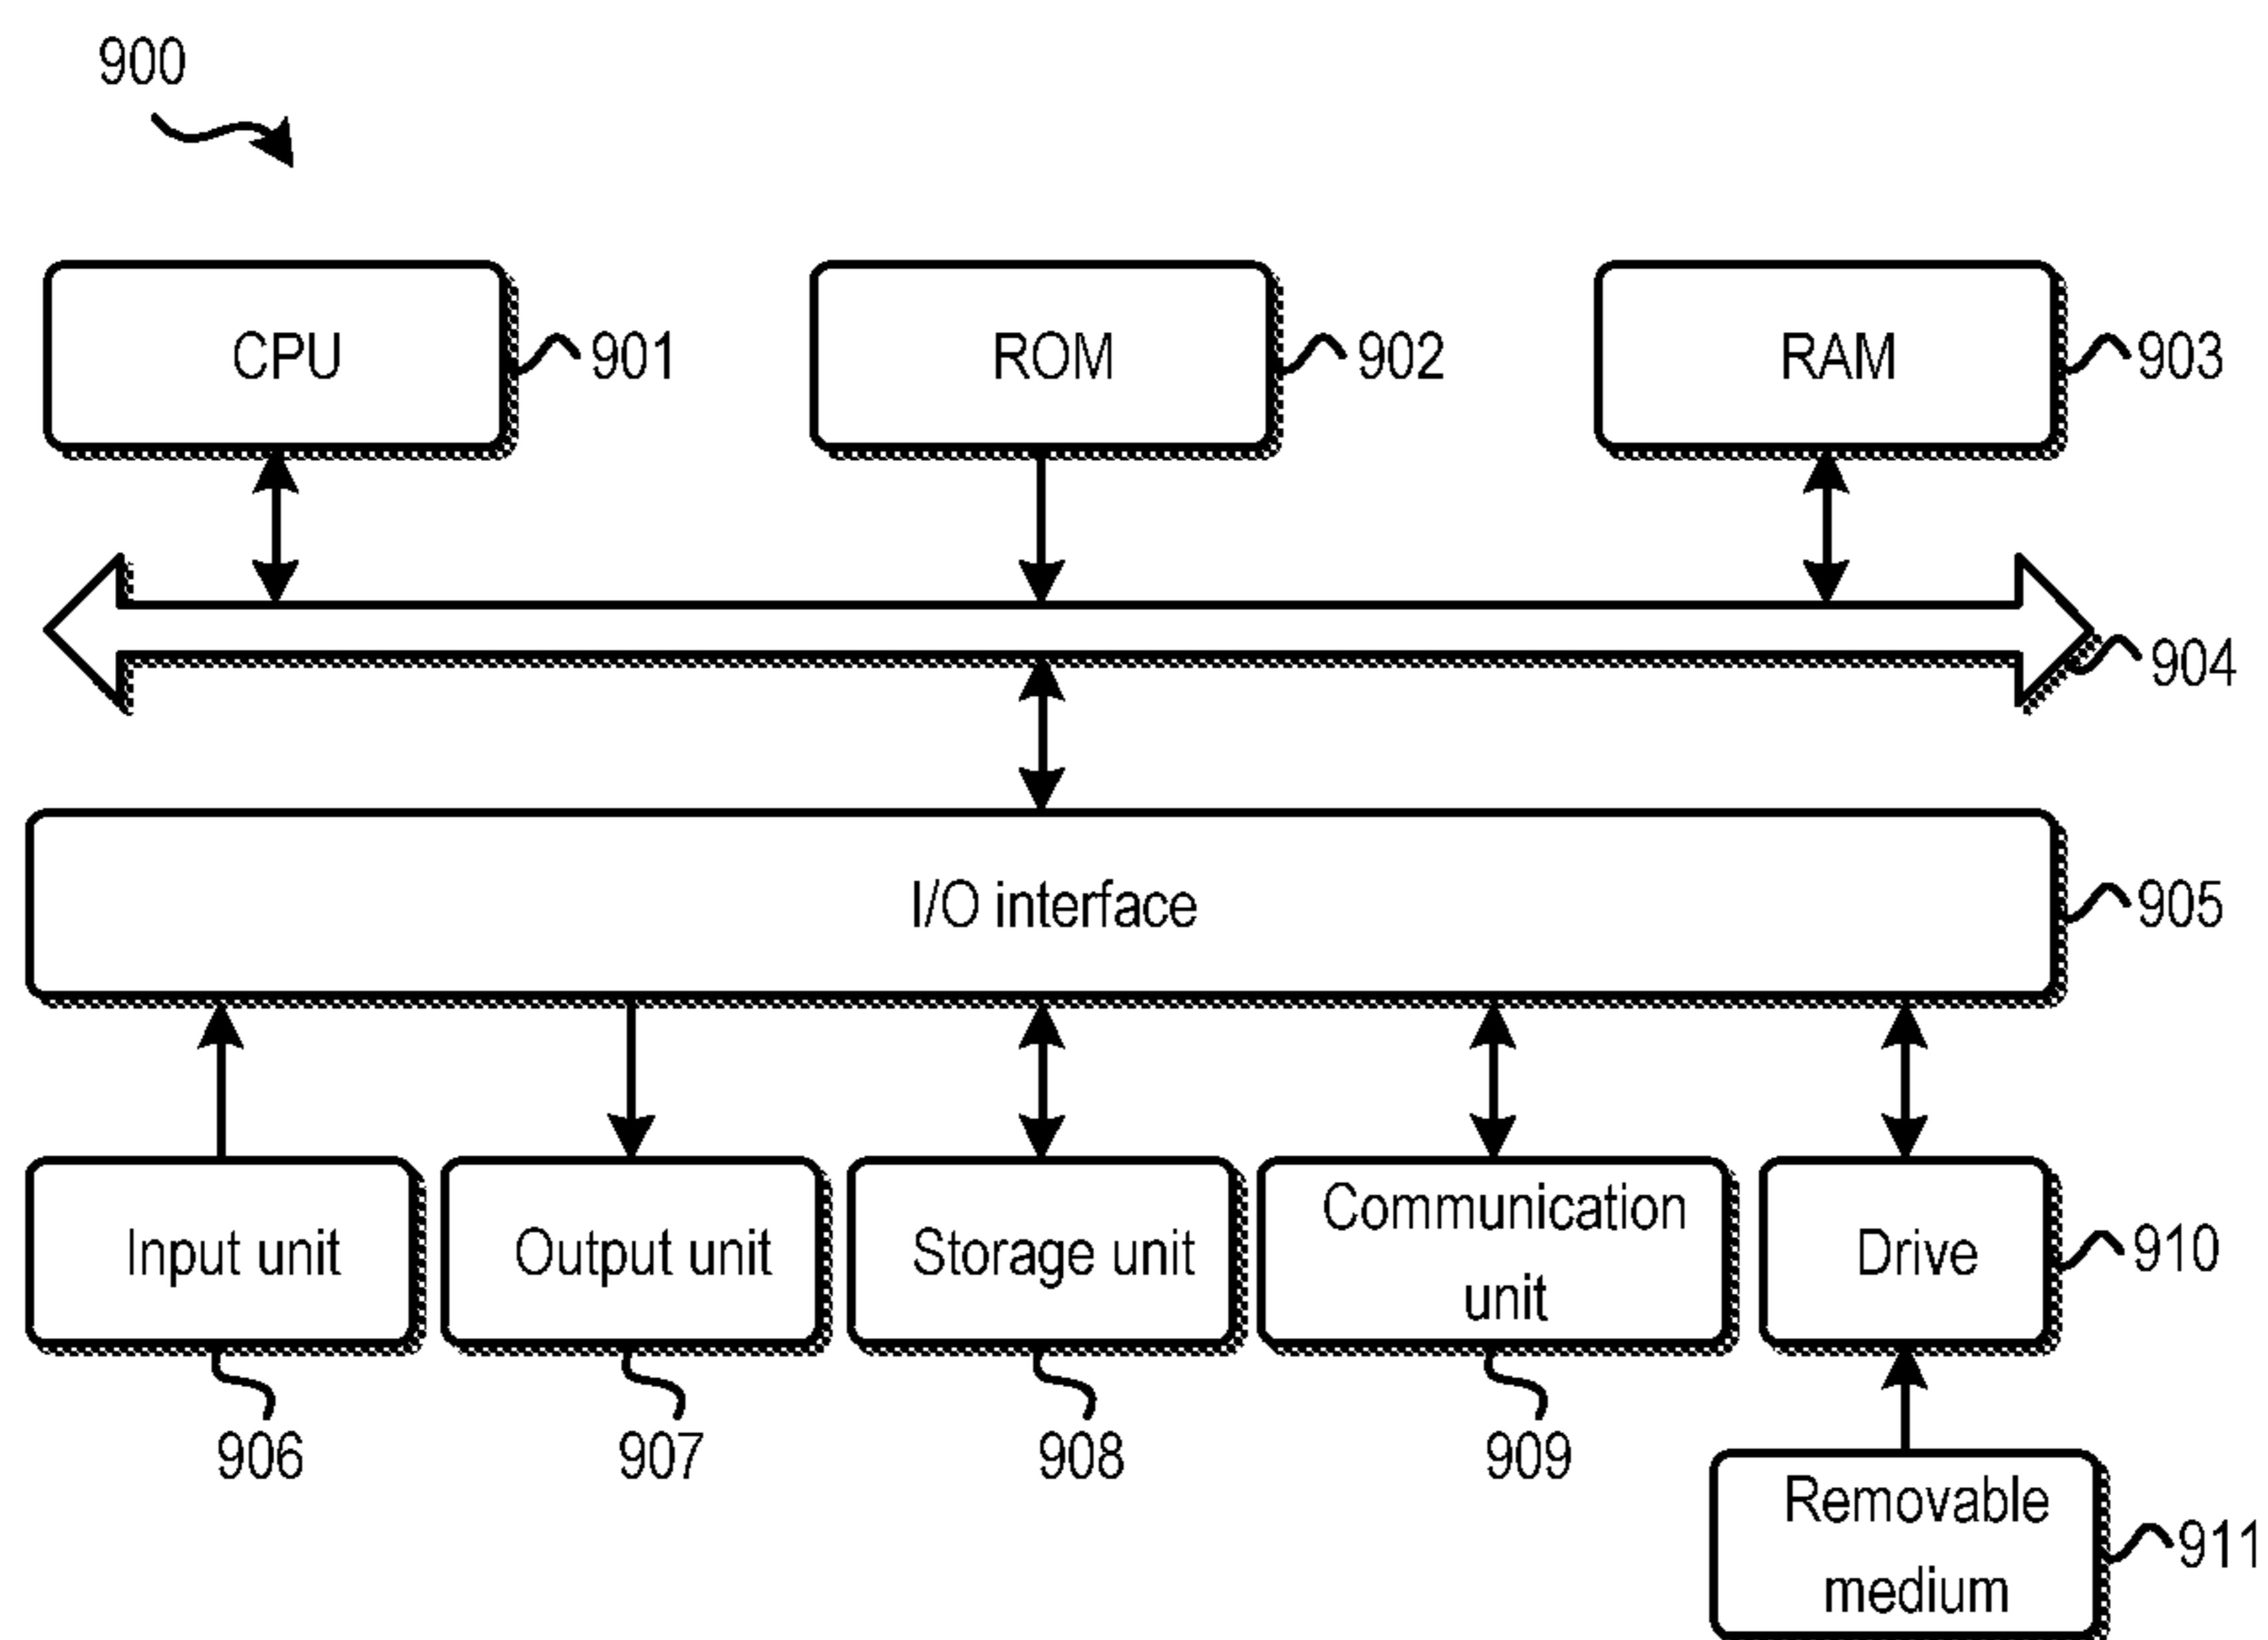 900
CPU
901
ROM
902
RAM
903
904
I/O interface
905
Input unit
Output unit
Storage unit
Communication
unit
Drive
910
906
907
908
909
Removable
medium
911